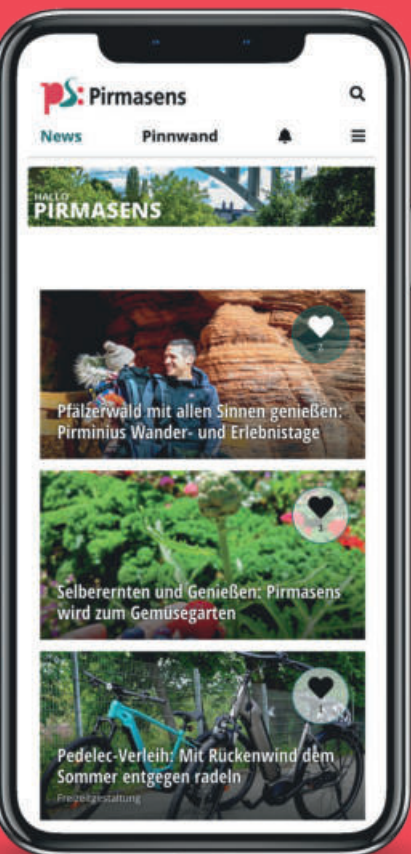 ps: Pirmasens
News Pinnwand
HALLO
PIRMASENS
Pfälzerwald mit allen Sinnen genießen:
Pirminius Wander- und Erlebnistage
Selberernten und Genießen: Pirmasens
wird zum Gemüsegarten
Pedelec-Verleih: Mit Rückenwind dem
Sommer entgegen radeln
Freizeitgestaltung